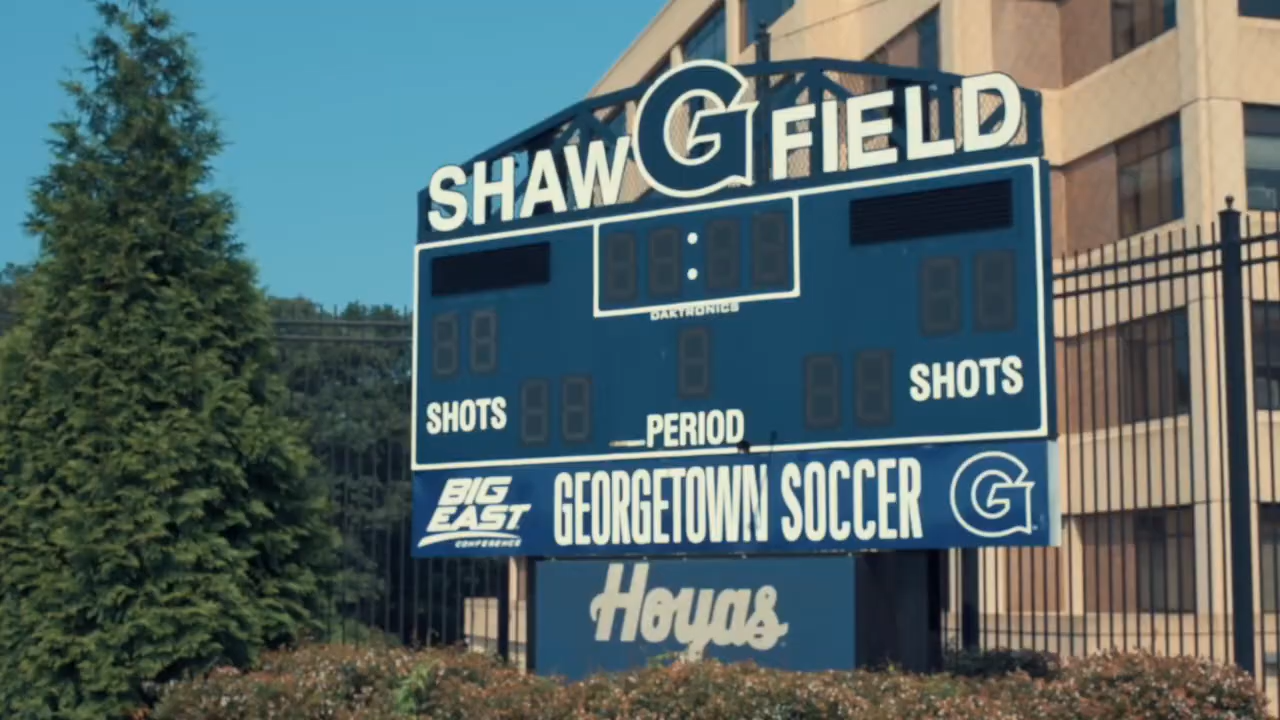 SHAW G FIELD
DAKTRONICS
SHOTS
PERIOD
SHOTS
BIG
EAST
CONFERENCE
GEORGETOWN SOCCER
G
Hoyas